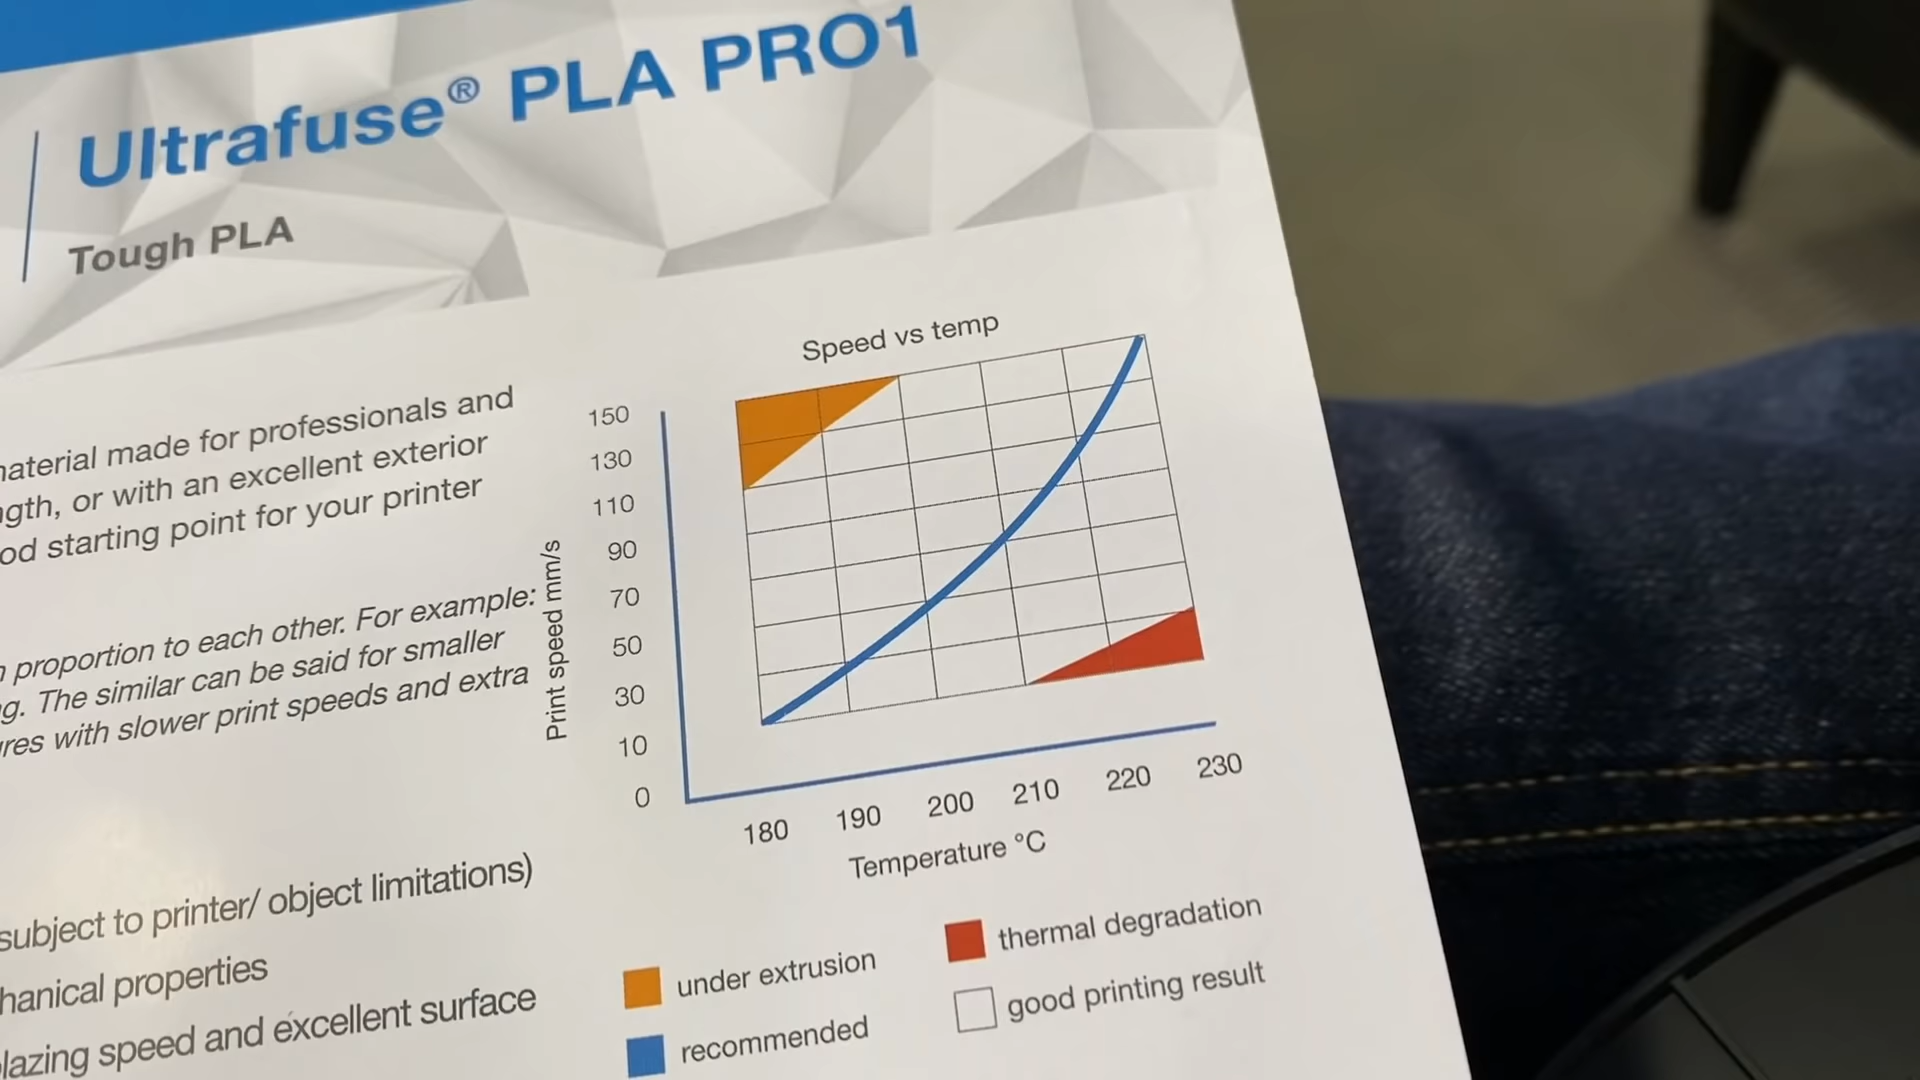 Ultrafuse® PLA PRO1
Tough PLA
material made for professionals and
ngth, or with an excellent exterior
od starting point for your printer
n proportion to each other. For example:
g. The similar can be said for smaller
ures with slower print speeds and extra
subject to printer/ object limitations)
hanical properties
lazing speed and excellent surface
Speed vs temp
Print speed mm/s
150
130
110
90
70
50
30
10
0
180 190 200 210 220 230
Temperature °C
under extrusion
thermal degradation
recommended
good printing result